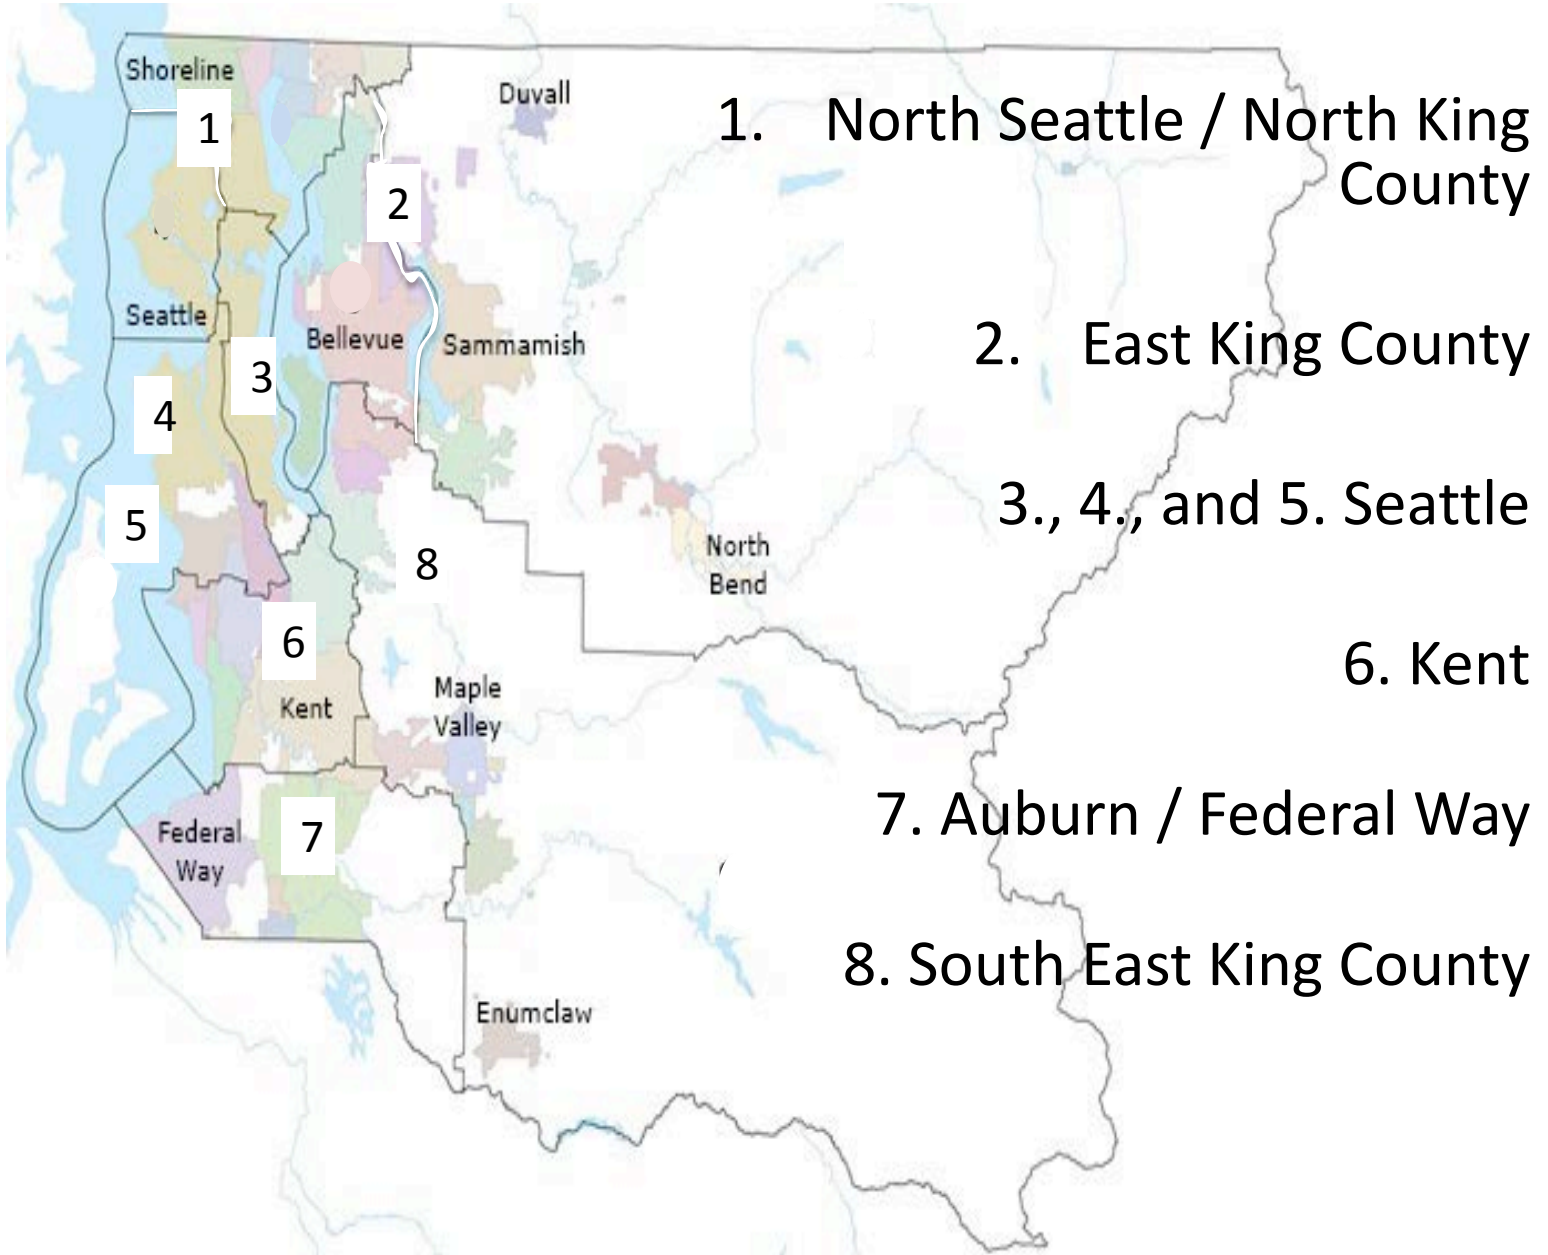 Shoreline
1
Duvall
1. North Seattle / North King
County
2
Seattle
Bellevue
Sammamish
2. East King County
3
4
3., 4., and 5. Seattle
5
North
Bend
8
6
6. Kent
Kent
Maple
Valley
7. Auburn / Federal Way
Federal
Way
7
8. South East King County
Enumclaw